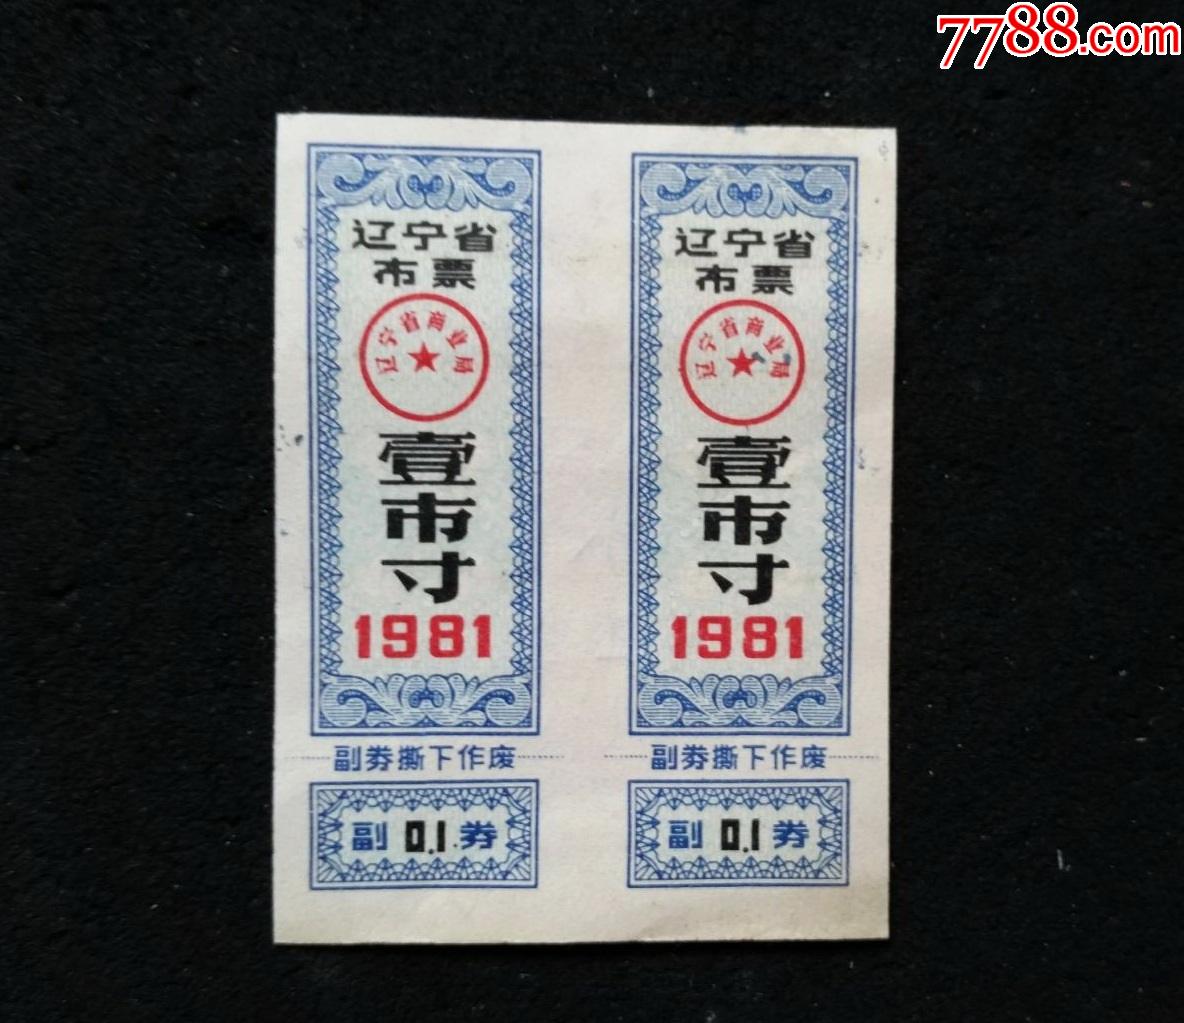 7788.com
辽宁省
布票
辽宁省商业局
壹市寸
1981
副券撕下作废
副 0.1 券
辽宁省
布票
辽宁省商业局
壹市寸
1981
副券撕下作废
副 0.1 券